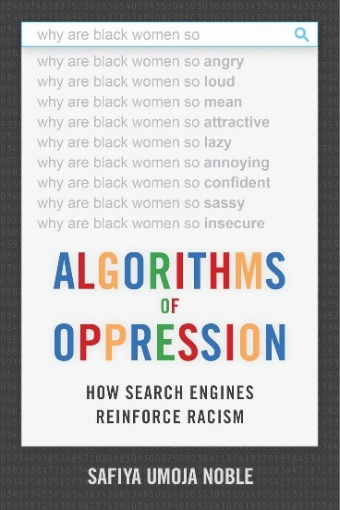 why are black women so
why are black women so angry
why are black women so loud
why are black women so mean
why are black women so attractive
why are black women so lazy
why are black women so annoying
why are black women so confident
why are black women so sassy
why are black women so insecure
ALGORITHMS
OF
OPPRESSION
HOW SEARCH ENGINES
REINFORCE RACISM
SAFIYA UMOJA NOBLE